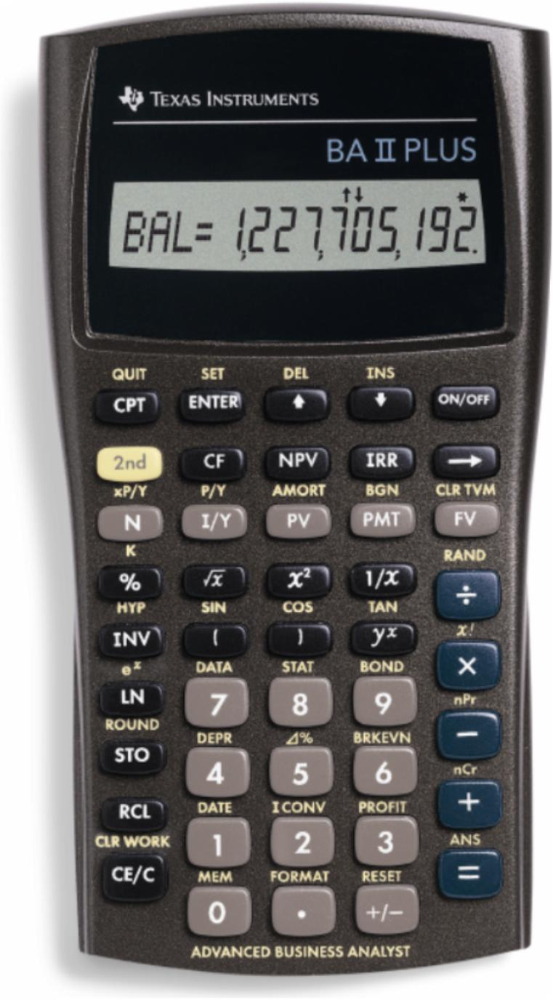 TEXAS INSTRUMENTS
BA II PLUS
↑↓ *
BAL= 1,227,705,192.
QUIT SET DEL INS
CPT ENTER ↑ ↓ ON/OFF
2nd CF NPV IRR →
xP/Y P/Y AMORT BGN CLR TVM
N I/Y PV PMT FV
K RAND
% √x x² 1/x ÷
HYP SIN COS TAN x!
INV ( ) yˣ ×
eˣ DATA STAT BOND nPr
LN 7 8 9 −
ROUND DEPR ⊿% BRKEVN nCr
STO 4 5 6 +
RCL DATE ICONV PROFIT ANS
CLR WORK 1 2 3 =
CE/C MEM FORMAT RESET
0 . +/−
ADVANCED BUSINESS ANALYST